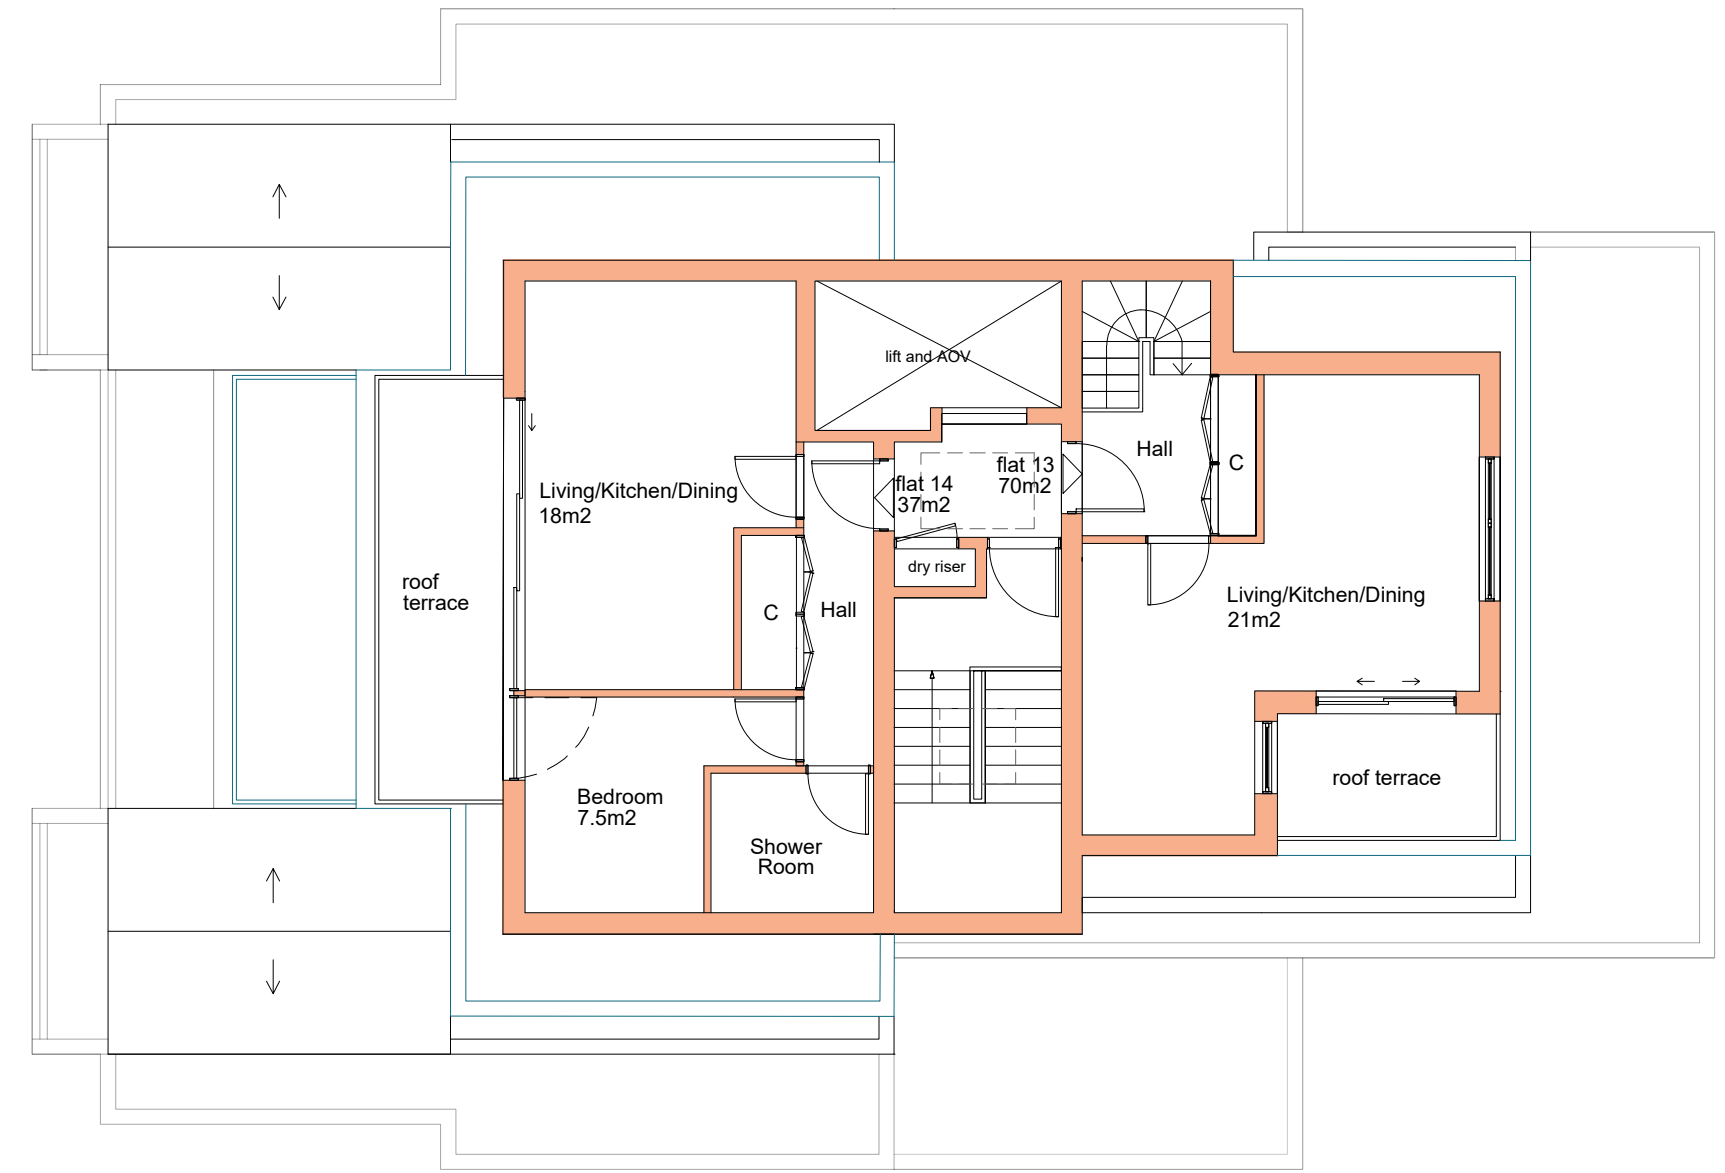 lift and AOV
Hall
C
flat 13
70m2
flat 14
37m2
Living/Kitchen/Dining
18m2
dry riser
roof
terrace
C
Hall
Living/Kitchen/Dining
21m2
roof terrace
Bedroom
7.5m2
Shower
Room